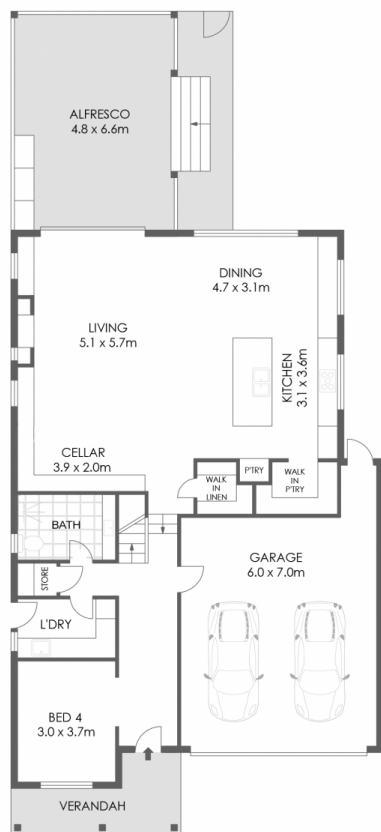 ALFRESCO
4.8 x 6.6m
DINING
4.7 x 3.1m
LIVING
5.1 x 5.7m
KITCHEN
3.1 x 3.6m
CELLAR
3.9 x 2.0m
WALK
IN
LINEN
P'TRY
WALK
IN
P'TRY
BATH
STORE
GARAGE
6.0 x 7.0m
L'DRY
BED 4
3.0 x 3.7m
VERANDAH